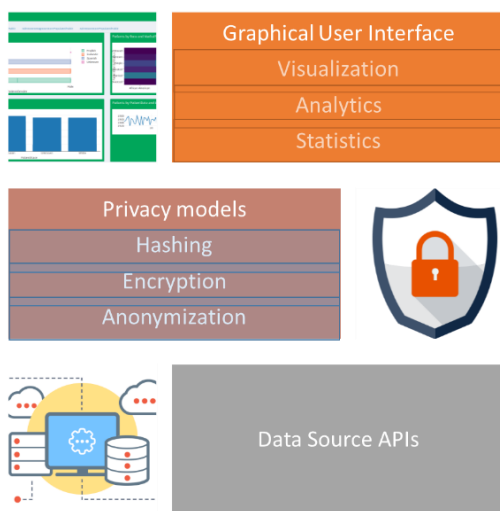 Graphical User Interface
Visualization
Analytics
Statistics
Privacy models
Hashing
Encryption
Anonymization
Data Source APIs